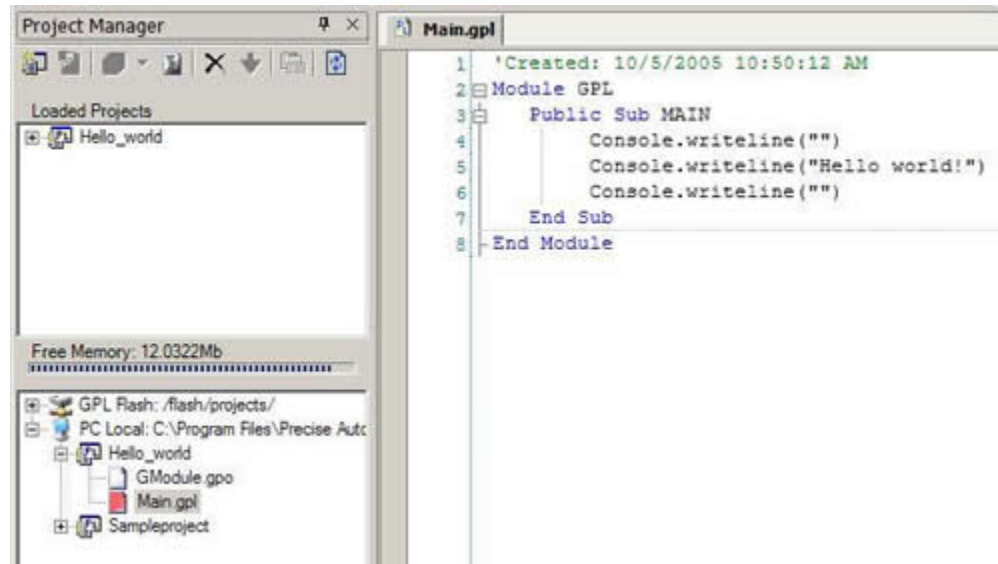 Project Manager
Loaded Projects
Hello_world
Free Memory: 12.0322Mb
GPL Flash: /flash/projects/
PC Local: C:\Program Files\Precise Auto
Hello_world
GModule.gpo
Main.gpl
Sampleproject
Main.gpl
1 'Created: 10/5/2005 10:50:12 AM
2 Module GPL
3 Public Sub MAIN
4 Console.writeline("")
5 Console.writeline("Hello world!")
6 Console.writeline("")
7 End Sub
8 End Module